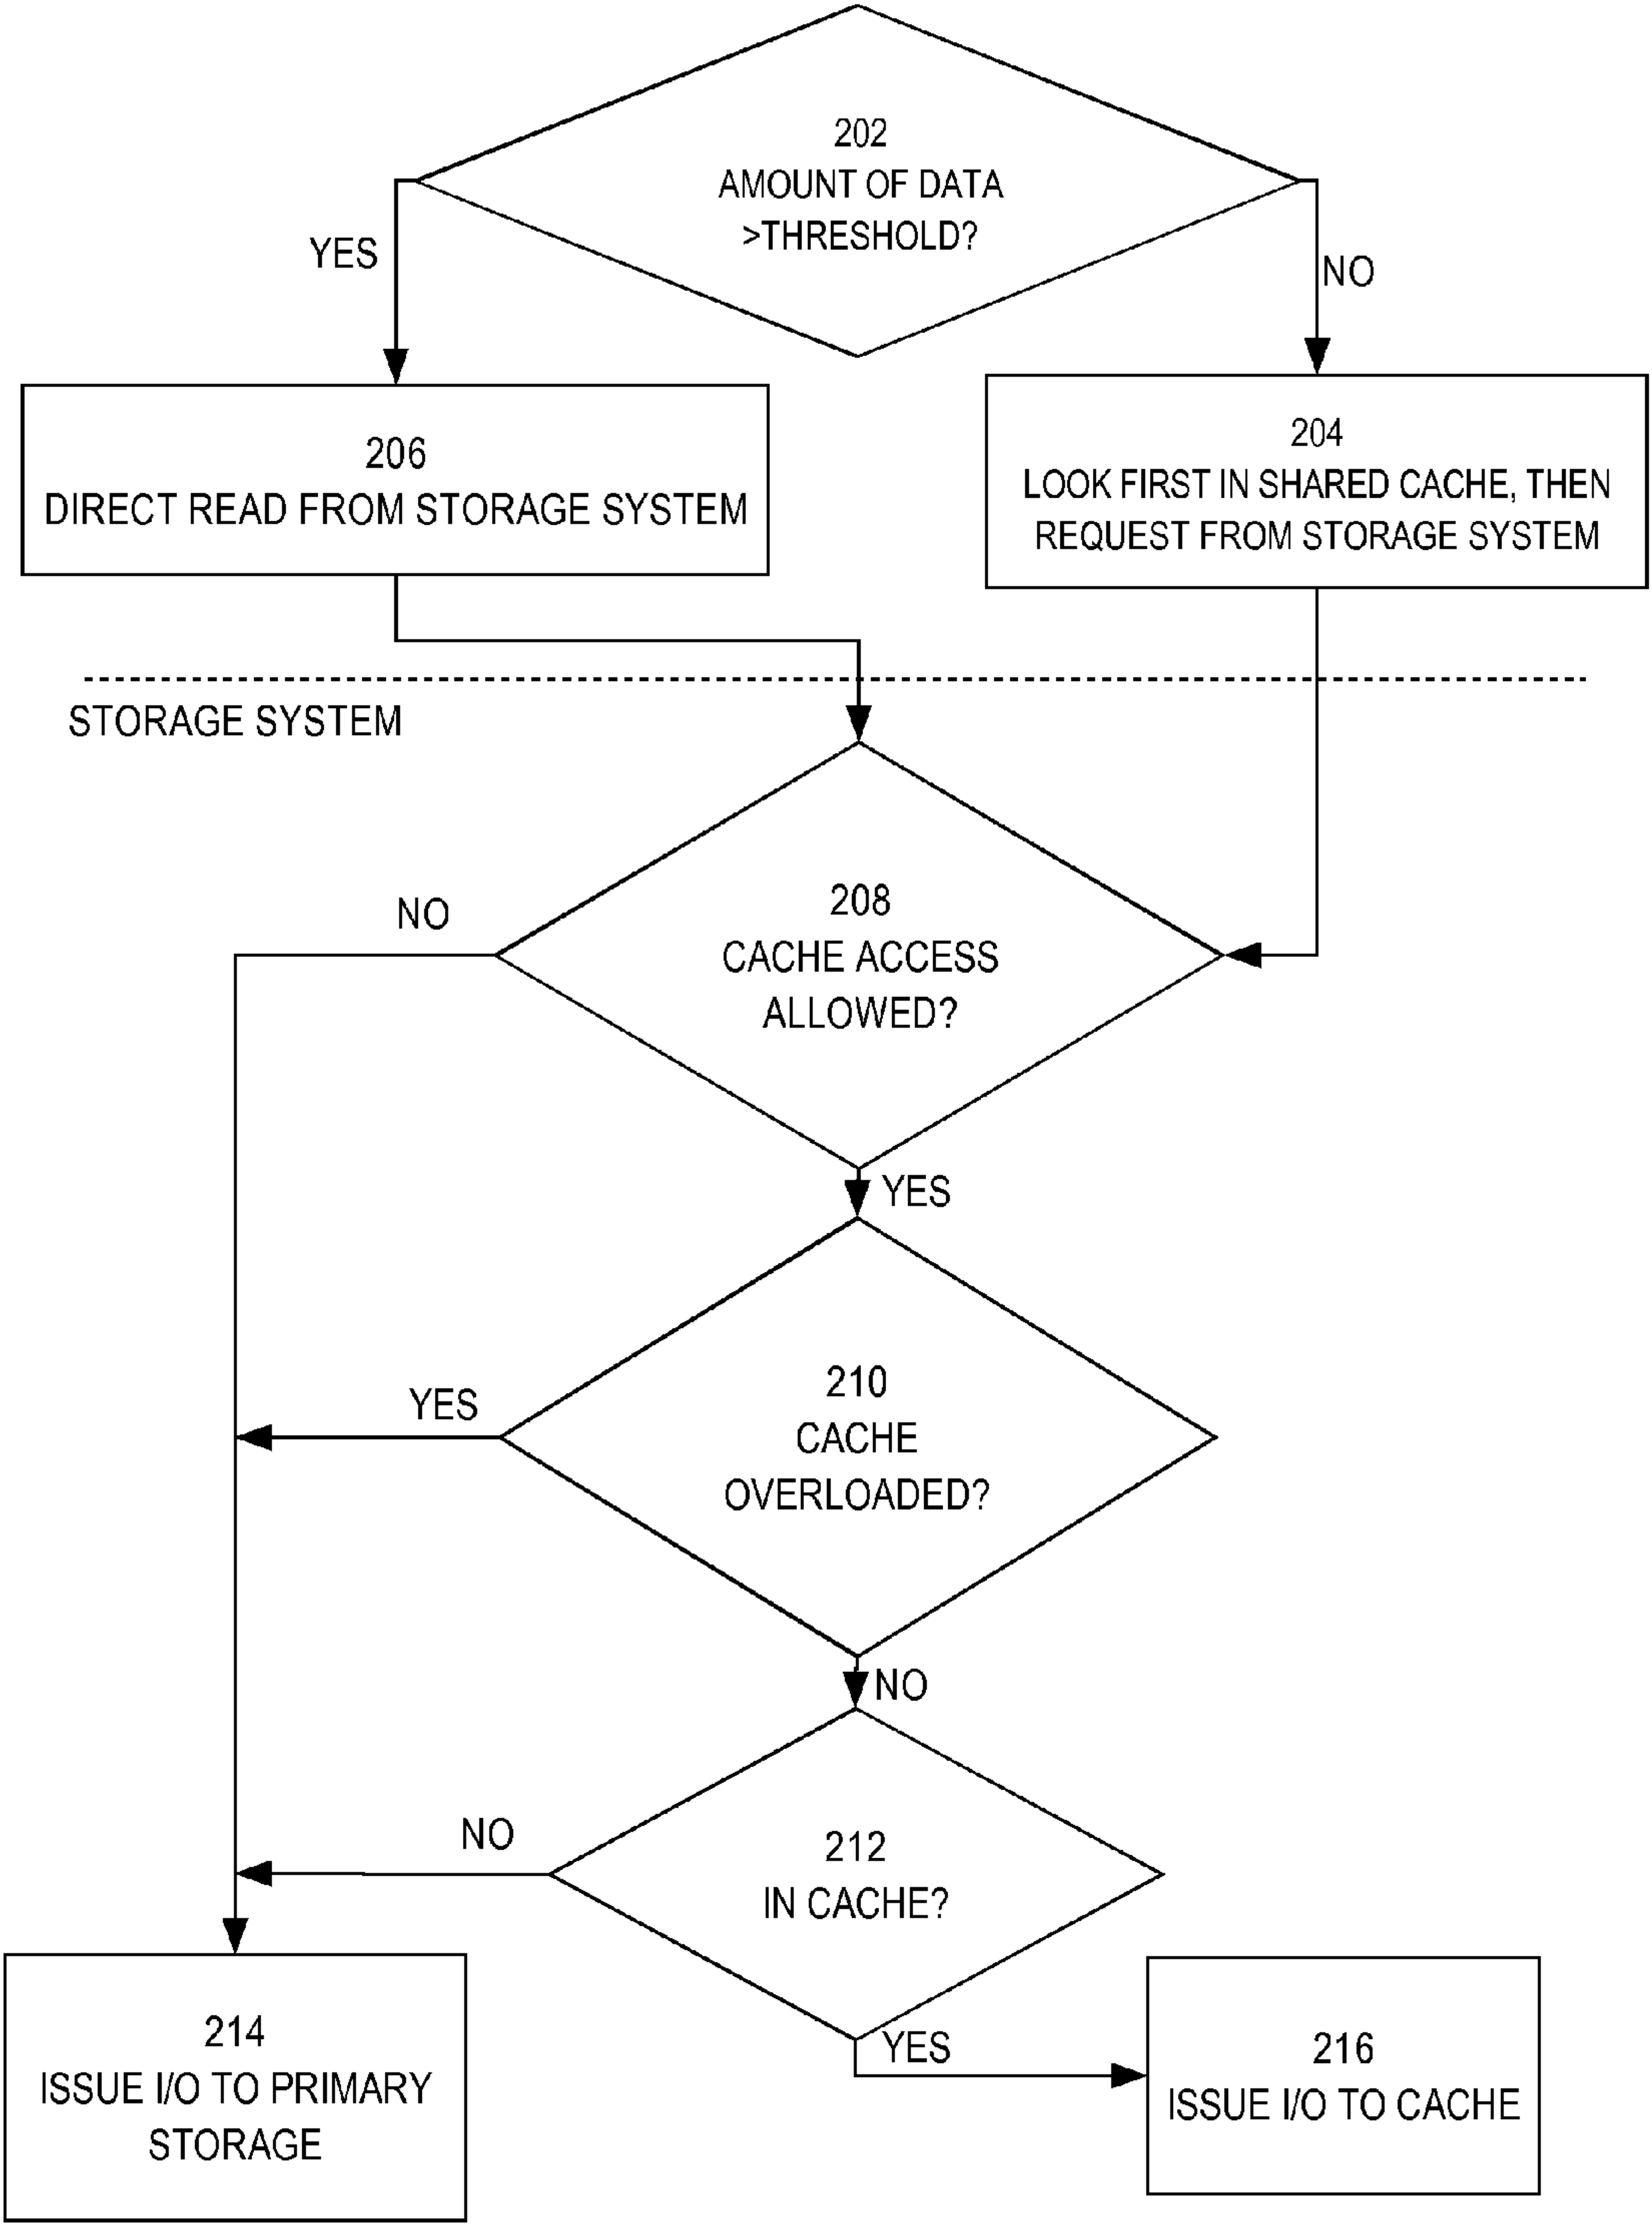 202
AMOUNT OF DATA
>THRESHOLD?
YES
NO
206
DIRECT READ FROM STORAGE SYSTEM
204
LOOK FIRST IN SHARED CACHE, THEN
REQUEST FROM STORAGE SYSTEM
STORAGE SYSTEM
208
CACHE ACCESS
ALLOWED?
NO
YES
210
CACHE
OVERLOADED?
YES
NO
212
IN CACHE?
NO
YES
214
ISSUE I/O TO PRIMARY
STORAGE
216
ISSUE I/O TO CACHE